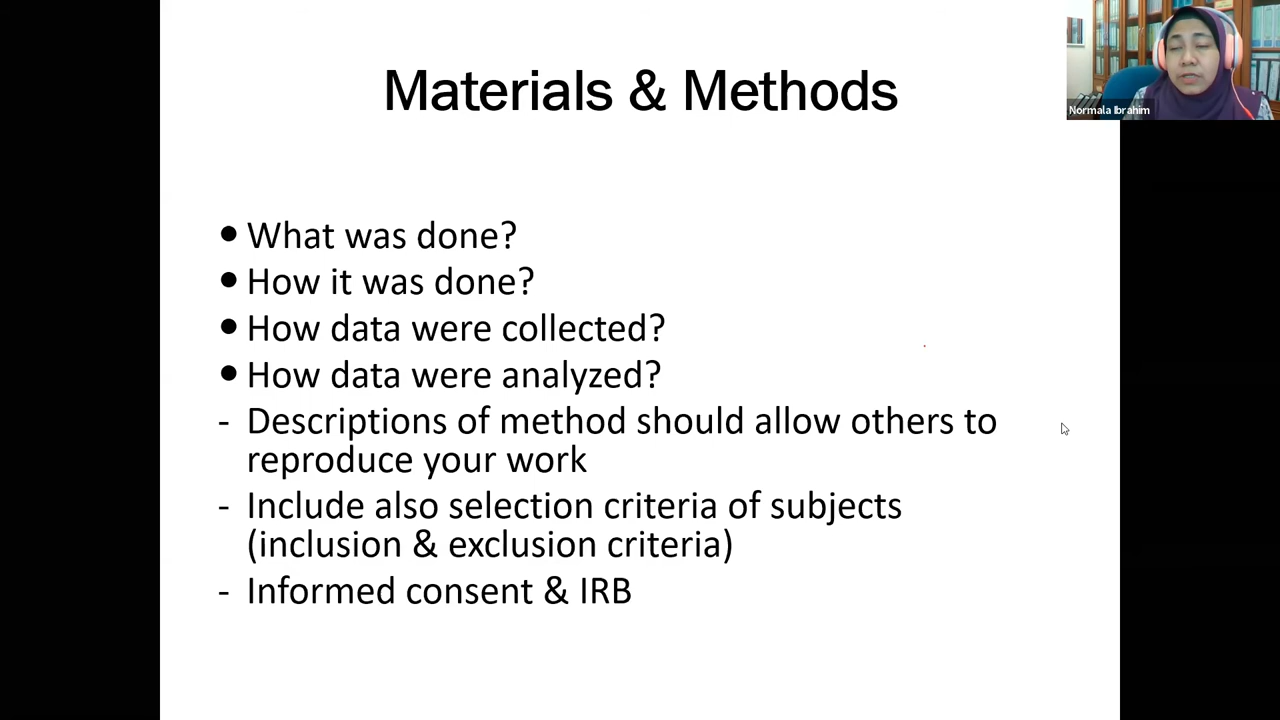 Materials & Methods
Normala Ibrahim
• What was done?
• How it was done?
• How data were collected?
• How data were analyzed?
- Descriptions of method should allow others to
reproduce your work
- Include also selection criteria of subjects
(inclusion & exclusion criteria)
- Informed consent & IRB